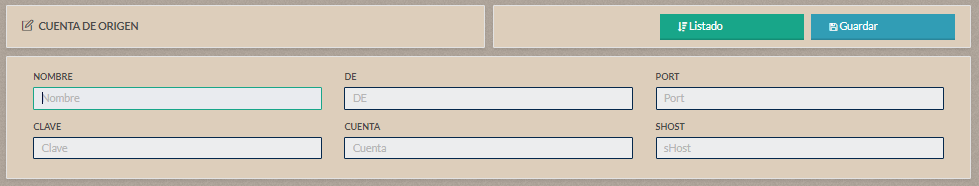 CUENTA DE ORIGEN
Listado
Guardar
NOMBRE DE PORT
Nombre DE Port
CLAVE CUENTA SHOST
Clave Cuenta sHost